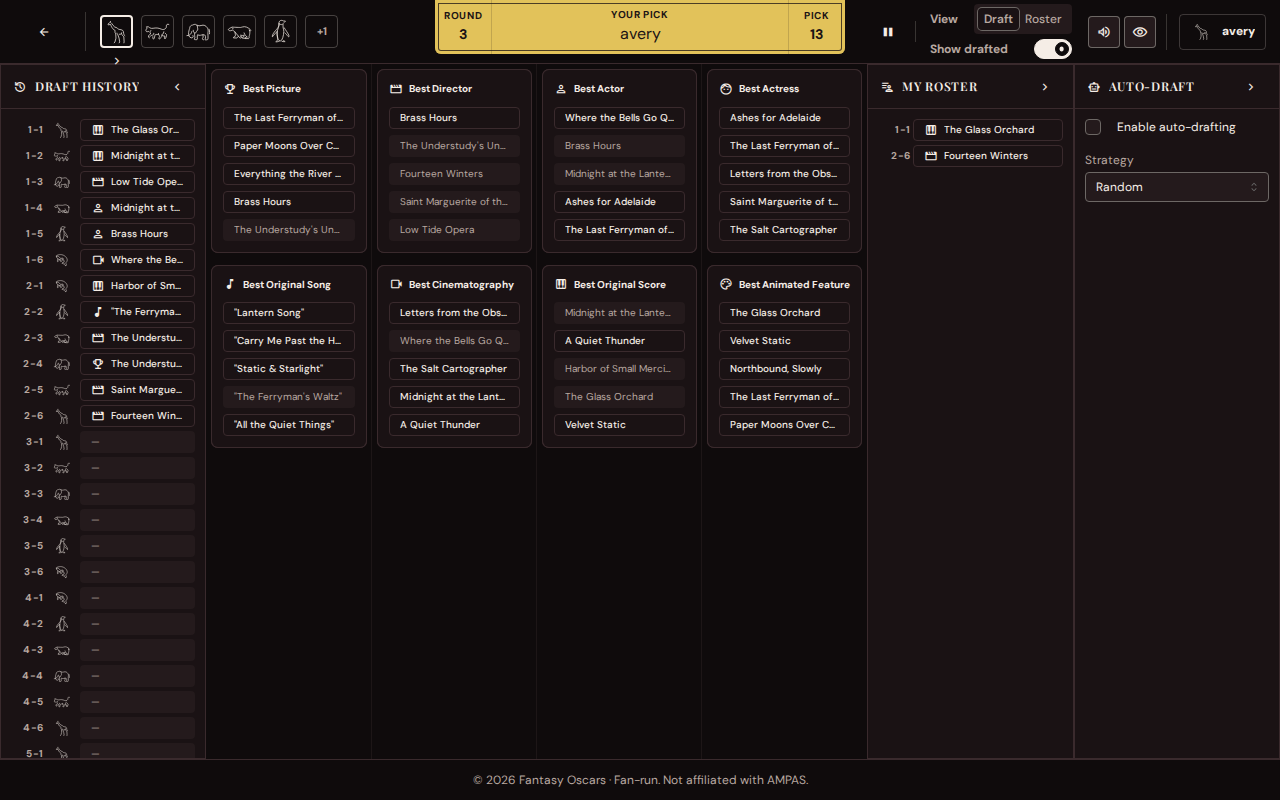 +1
ROUND
3
YOUR PICK
avery
PICK
13
View
Draft
Roster
Show drafted
avery
DRAFT HISTORY
1-1 The Glass Or...
1-2 Midnight at t...
1-3 Low Tide Ope...
1-4 Midnight at t...
1-5 Brass Hours
1-6 Where the Be...
2-1 Harbor of Sm...
2-2 "The Ferryma...
2-3 The Understu...
2-4 The Understu...
2-5 Saint Margue...
2-6 Fourteen Win...
3-1 —
3-2 —
3-3 —
3-4 —
3-5 —
3-6 —
4-1 —
4-2 —
4-3 —
4-4 —
4-5 —
4-6 —
5-1 —
Best Picture
The Last Ferryman of...
Paper Moons Over C...
Everything the River ...
Brass Hours
The Understudy's Un...
Best Director
Brass Hours
The Understudy's Un...
Fourteen Winters
Saint Marguerite of th...
Low Tide Opera
Best Actor
Where the Bells Go Q...
Brass Hours
Midnight at the Lante...
Ashes for Adelaide
The Last Ferryman of...
Best Actress
Ashes for Adelaide
The Last Ferryman of...
Letters from the Obs...
Saint Marguerite of t...
The Salt Cartographer
Best Original Song
"Lantern Song"
"Carry Me Past the H...
"Static & Starlight"
"The Ferryman's Waltz"
"All the Quiet Things"
Best Cinematography
Letters from the Obs...
Where the Bells Go Q...
The Salt Cartographer
Midnight at the Lant...
A Quiet Thunder
Best Original Score
Midnight at the Lante...
A Quiet Thunder
Harbor of Small Merci...
The Glass Orchard
Velvet Static
Best Animated Feature
The Glass Orchard
Velvet Static
Northbound, Slowly
The Last Ferryman of...
Paper Moons Over C...
MY ROSTER
1-1 The Glass Orchard
2-6 Fourteen Winters
AUTO-DRAFT
Enable auto-drafting
Strategy
Random
© 2026 Fantasy Oscars · Fan-run. Not affiliated with AMPAS.